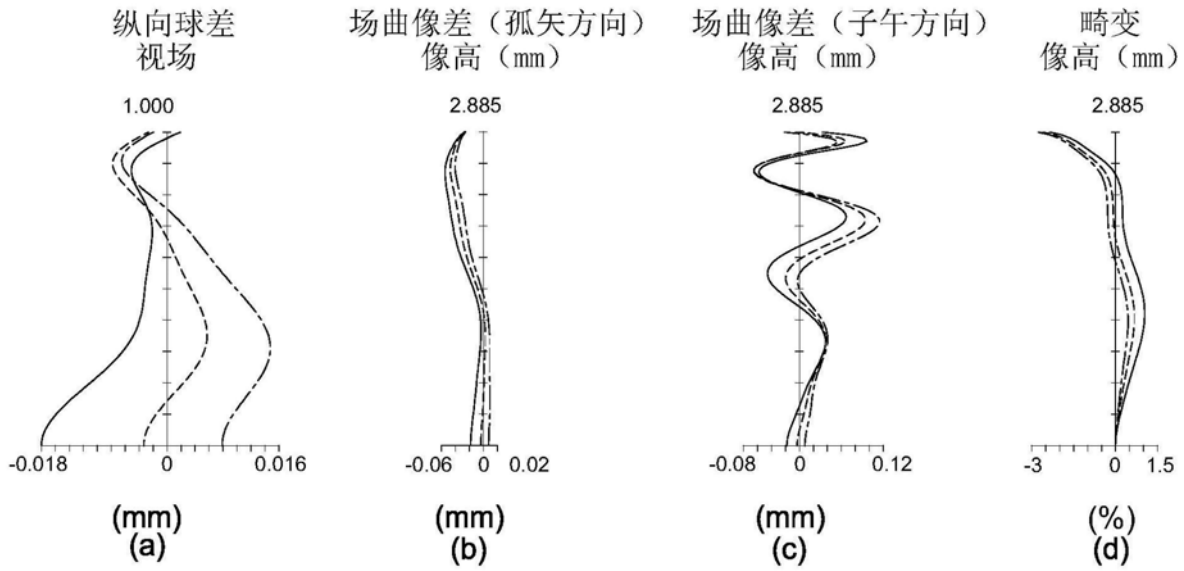 纵向球差
视场
1.000
-0.018 0 0.016
(mm)
(a)
场曲像差（孤矢方向）
像高（mm）
2.885
-0.06 0 0.02
(mm)
(b)
场曲像差（子午方向）
像高（mm）
2.885
-0.08 0 0.12
(mm)
(c)
畸变
像高（mm）
2.885
-3 0 1.5
(%)
(d)